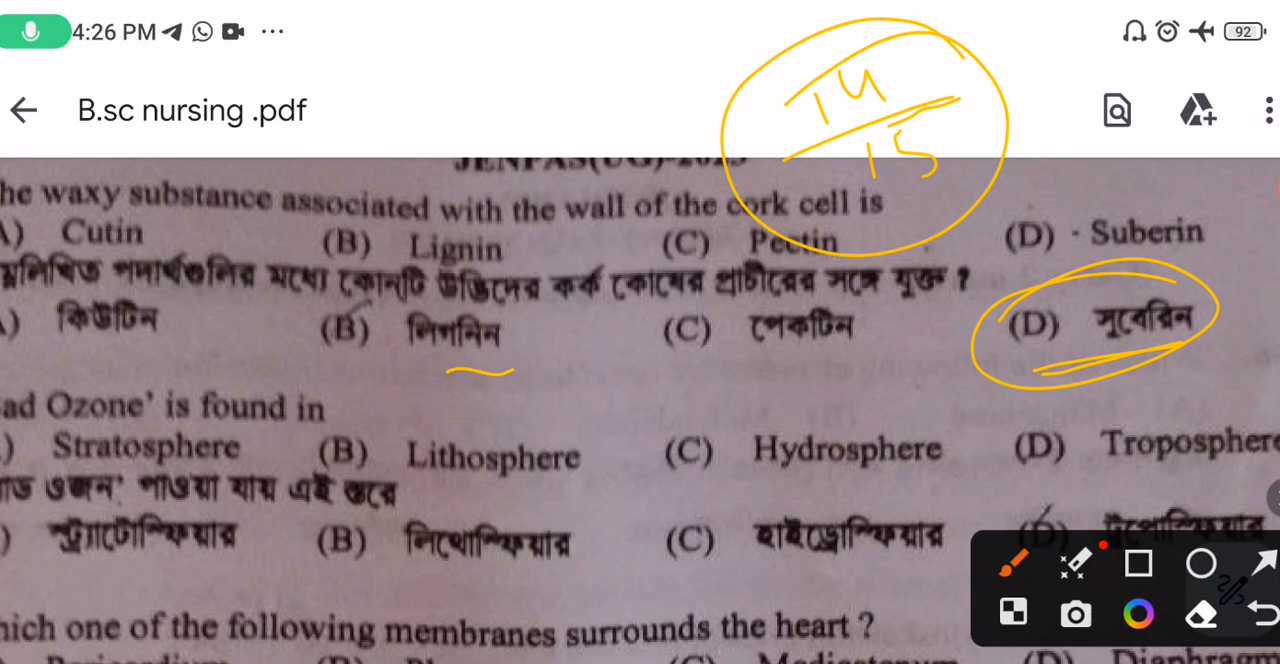 4:26 PM ...
92
B.sc nursing .pdf
14
15
he waxy substance associated with the wall of the cork cell is
) Cutin (B) Lignin (C) Pectin (D) Suberin
পদার্থগুলির মধ্যে কোনটি উদ্ভিদের কর্ক কোষের প্রাচীরের সঙ্গে যুক্ত ?
) কিউটিন (B) লিগনিন (C) পেকটিন (D) সুবেরিন
ad Ozone' is found in
) Stratosphere (B) Lithosphere (C) Hydrosphere (D) Troposphere
াড ওজন' পাওয়া যায় এই স্তরে
) স্ট্র্যাটোস্ফিয়ার (B) লিথোস্ফিয়ার (C) হাইড্রোস্ফিয়ার (D) ট্রপোস্ফিয়ার
hich one of the following membranes surrounds the heart ?